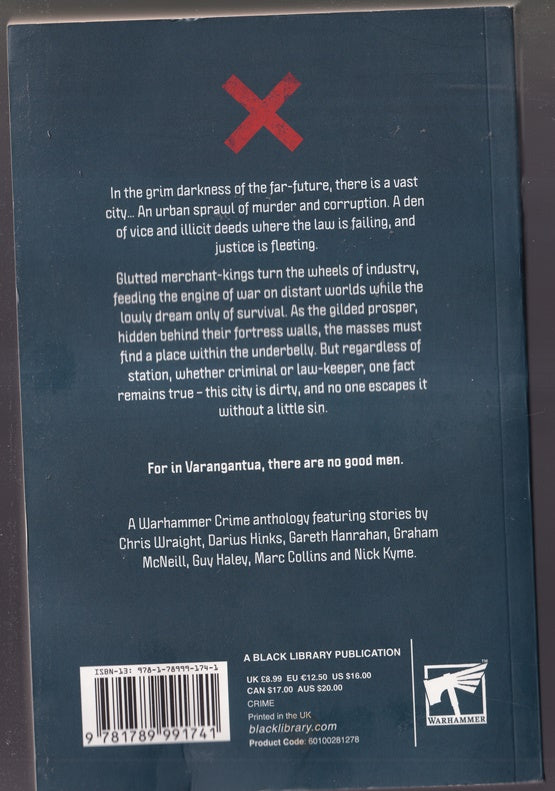 In the grim darkness of the far-future, there is a vast
city... An urban sprawl of murder and corruption. A den
of vice and illicit deeds where the law is failing, and
justice is fleeting.
Glutted merchant-kings turn the wheels of industry,
feeding the engine of war on distant worlds while the
lowly dream only of survival. As the gilded prosper,
hidden behind their fortress walls, the masses must
find a place within the underbelly. But regardless of
station, whether criminal or law-keeper, one fact
remains true – this city is dirty, and no one escapes it
without a little sin.
For in Varangantua, there are no good men.
A Warhammer Crime anthology featuring stories by
Chris Wraight, Darius Hinks, Gareth Hanrahan, Graham
McNeill, Guy Haley, Marc Collins and Nick Kyme.
ISBN-13: 978-1-78999-174-1
9 781789 991741
A BLACK LIBRARY PUBLICATION
UK £8.99 EU €12.50 US $16.00
CAN $17.00 AUS $20.00
CRIME
Printed in the UK
blacklibrary.com
Product Code: 60100281278
TM
WARHAMMER